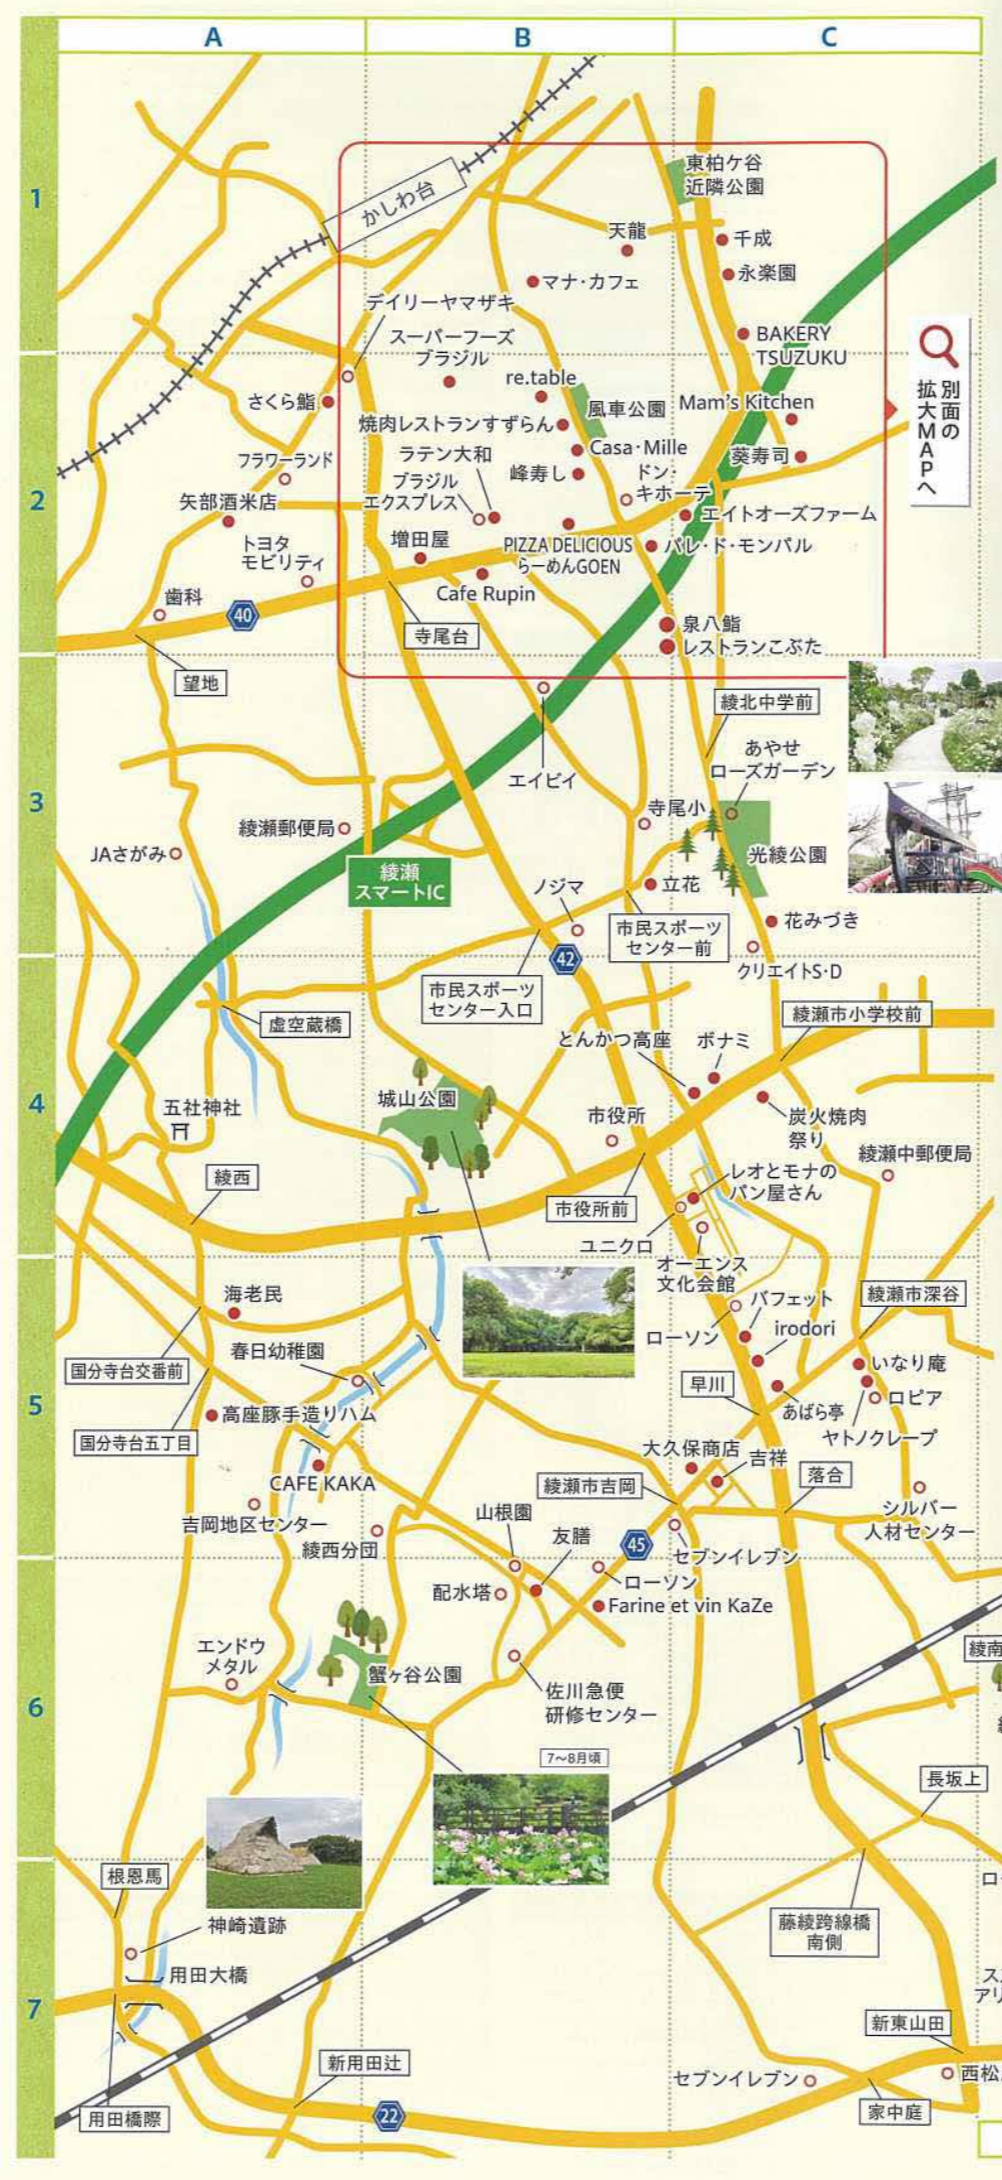 A
B
C
1
2
3
4
5
6
7
かしわ台
東柏ケ谷
近隣公園
天龍
千成
マナ・カフェ
永楽園
デイリーヤマザキ
スーパーフーズ
ブラジル
BAKERY
TSUZUKU
別面の
拡大MAPへ
re.table
さくら鮨
風車公園
Mam's Kitchen
焼肉レストランすずらん
Casa・Mille
フラワーランド
ラテン大和
峰寿し
ドン・
キホーテ
葵寿司
ブラジル
エクスプレス
矢部酒米店
エイトオーズファーム
トヨタ
モビリティ
増田屋
PIZZA DELICIOUS
らーめんGOEN
パレ・ド・モンパル
Cafe Rupin
歯科
40
寺尾台
泉八鮨
レストランこぶた
望地
綾北中学前
エイビイ
あやせ
ローズガーデン
綾瀬郵便局
寺尾小
JAさがみ
光綾公園
綾瀬
スマートIC
ノジマ
立花
花みづき
市民スポーツ
センター前
42
クリエイトS・D
市民スポーツ
センター入口
虚空蔵橋
綾瀬市小学校前
とんかつ高座
ボナミ
城山公園
五社神社
市役所
炭火焼肉
祭り
綾瀬中郵便局
綾西
レオとモナの
パン屋さん
市役所前
ユニクロ
オーエンス
文化会館
海老民
バフェット
綾瀬市深谷
ローソン
irodori
春日幼稚園
国分寺台交番前
いなり庵
早川
ロピア
高座豚手造りハム
あばら亭
国分寺台五丁目
ヤトノクレープ
大久保商店
吉祥
CAFE KAKA
綾瀬市吉岡
落合
吉岡地区センター
山根園
シルバー
人材センター
綾西分団
友膳
45
セブンイレブン
配水塔
ローソン
Farine et vin KaZe
エンドウ
メタル
蟹ヶ谷公園
綾南
佐川急便
研修センター
7〜8月頃
長坂上
根恩馬
神崎遺跡
藤綾跨線橋
南側
用田大橋
新東山田
新用田辻
セブンイレブン
西松
用田橋際
22
家中庭